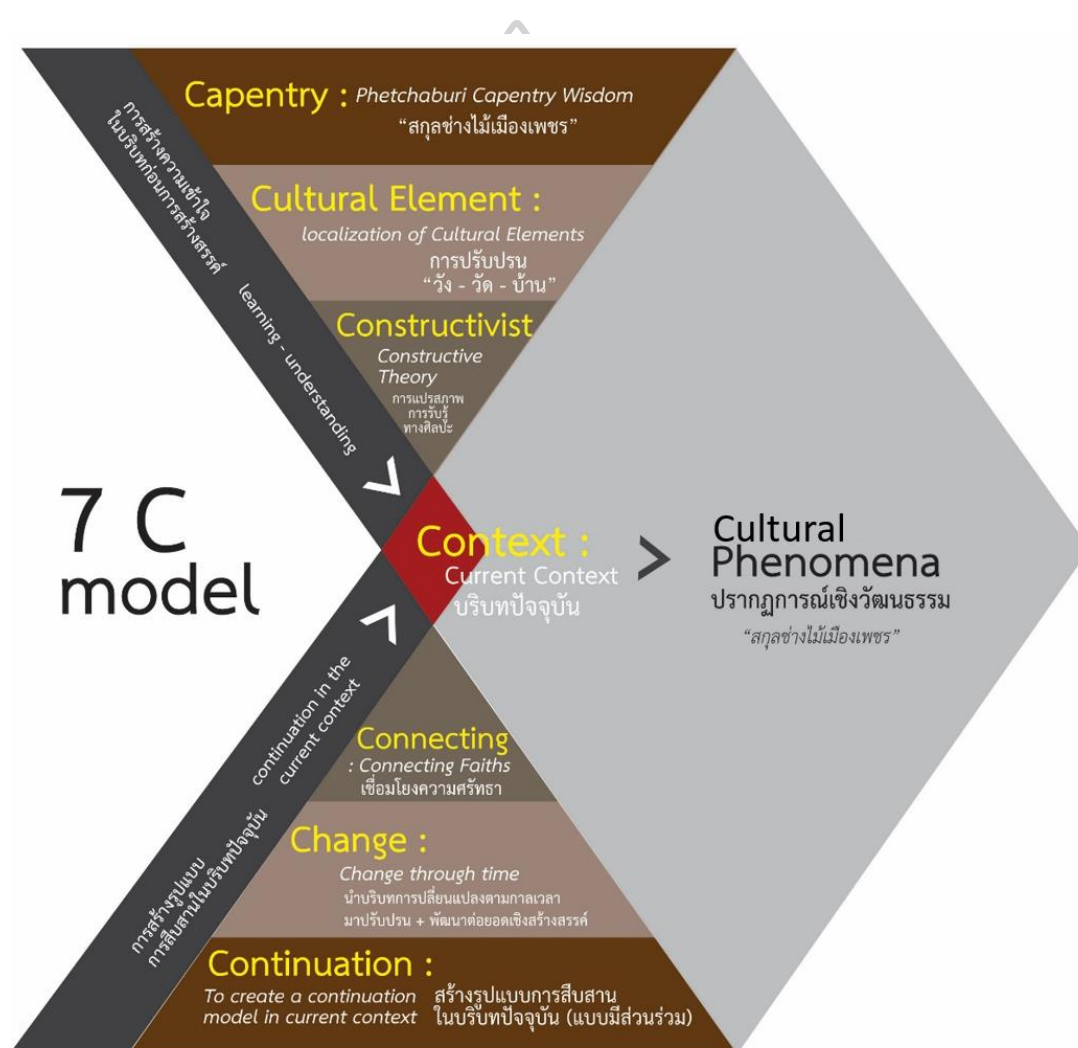 Capentry : Phetchaburi Capentry Wisdom
“สกุลช่างไม้เมืองเพชร”
Cultural Element :
localization of Cultural Elements
การปรับปรน
“วัง - วัด - บ้าน”
Constructivist
Constructive
Theory
การแปรสภาพ
การรับรู้
ทางศิลปะ
การสร้างความเข้าใจ
ในบริบทก่อนการสร้างสรรค์
learning - understanding
7 C
model
Context :
Current Context
บริบทปัจจุบัน
Cultural
Phenomena
ปรากฏการณ์เชิงวัฒนธรรม
“สกุลช่างไม้เมืองเพชร”
continuation in the
current context
การสร้างรูปแบบ
การสืบสานในบริบทปัจจุบัน
Connecting
: Connecting Faiths
เชื่อมโยงความศรัทธา
Change :
Change through time
นำบริบทการเปลี่ยนแปลงตามกาลเวลา
มาปรับปรน + พัฒนาต่อยอดเชิงสร้างสรรค์
Continuation :
To create a continuation
model in current context
สร้างรูปแบบการสืบสาน
ในบริบทปัจจุบัน (แบบมีส่วนร่วม)